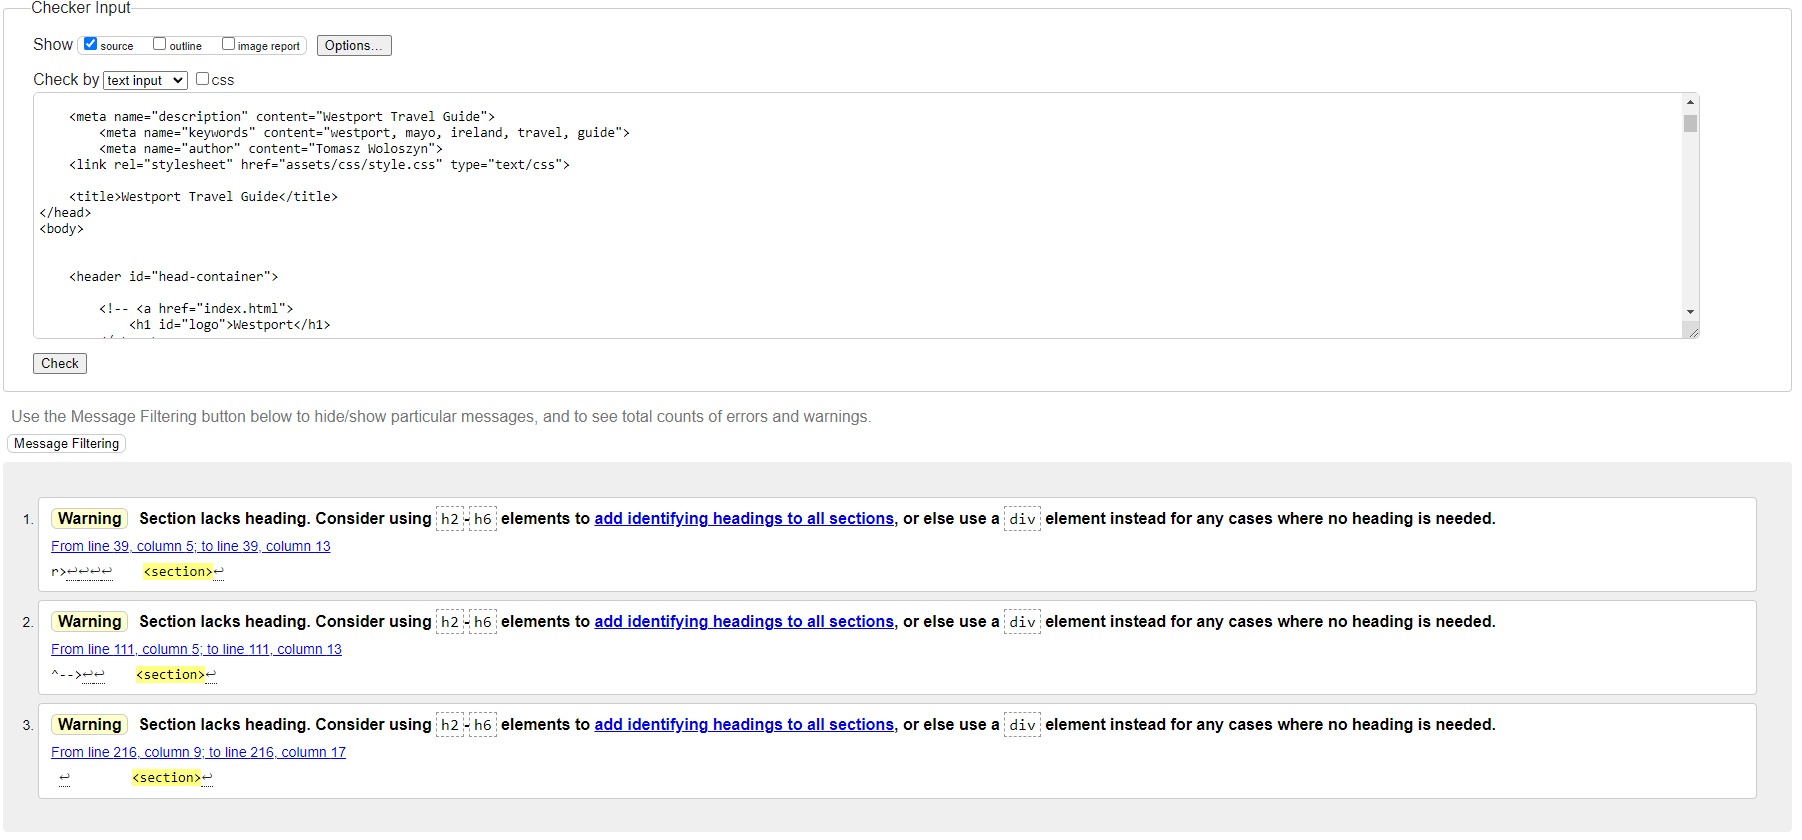 Checker Input
Show source outline image report Options...
Check by text input css
<meta name="description" content="Westport Travel Guide">
<meta name="keywords" content="westport, mayo, ireland, travel, guide">
<meta name="author" content="Tomasz Woloszyn">
<link rel="stylesheet" href="assets/css/style.css" type="text/css">
<title>Westport Travel Guide</title>
</head>
<body>
<header id="head-container">
<!-- <a href="index.html">
<h1 id="logo">Westport</h1>
Check
Use the Message Filtering button below to hide/show particular messages, and to see total counts of errors and warnings.
Message Filtering
1. Warning Section lacks heading. Consider using h2-h6 elements to add identifying headings to all sections, or else use a div element instead for any cases where no heading is needed.
From line 39, column 5; to line 39, column 13
r>↩↩↩↩ <section>↩
2. Warning Section lacks heading. Consider using h2-h6 elements to add identifying headings to all sections, or else use a div element instead for any cases where no heading is needed.
From line 111, column 5; to line 111, column 13
^-->↩↩ <section>↩
3. Warning Section lacks heading. Consider using h2-h6 elements to add identifying headings to all sections, or else use a div element instead for any cases where no heading is needed.
From line 216, column 9; to line 216, column 17
↩ <section>↩